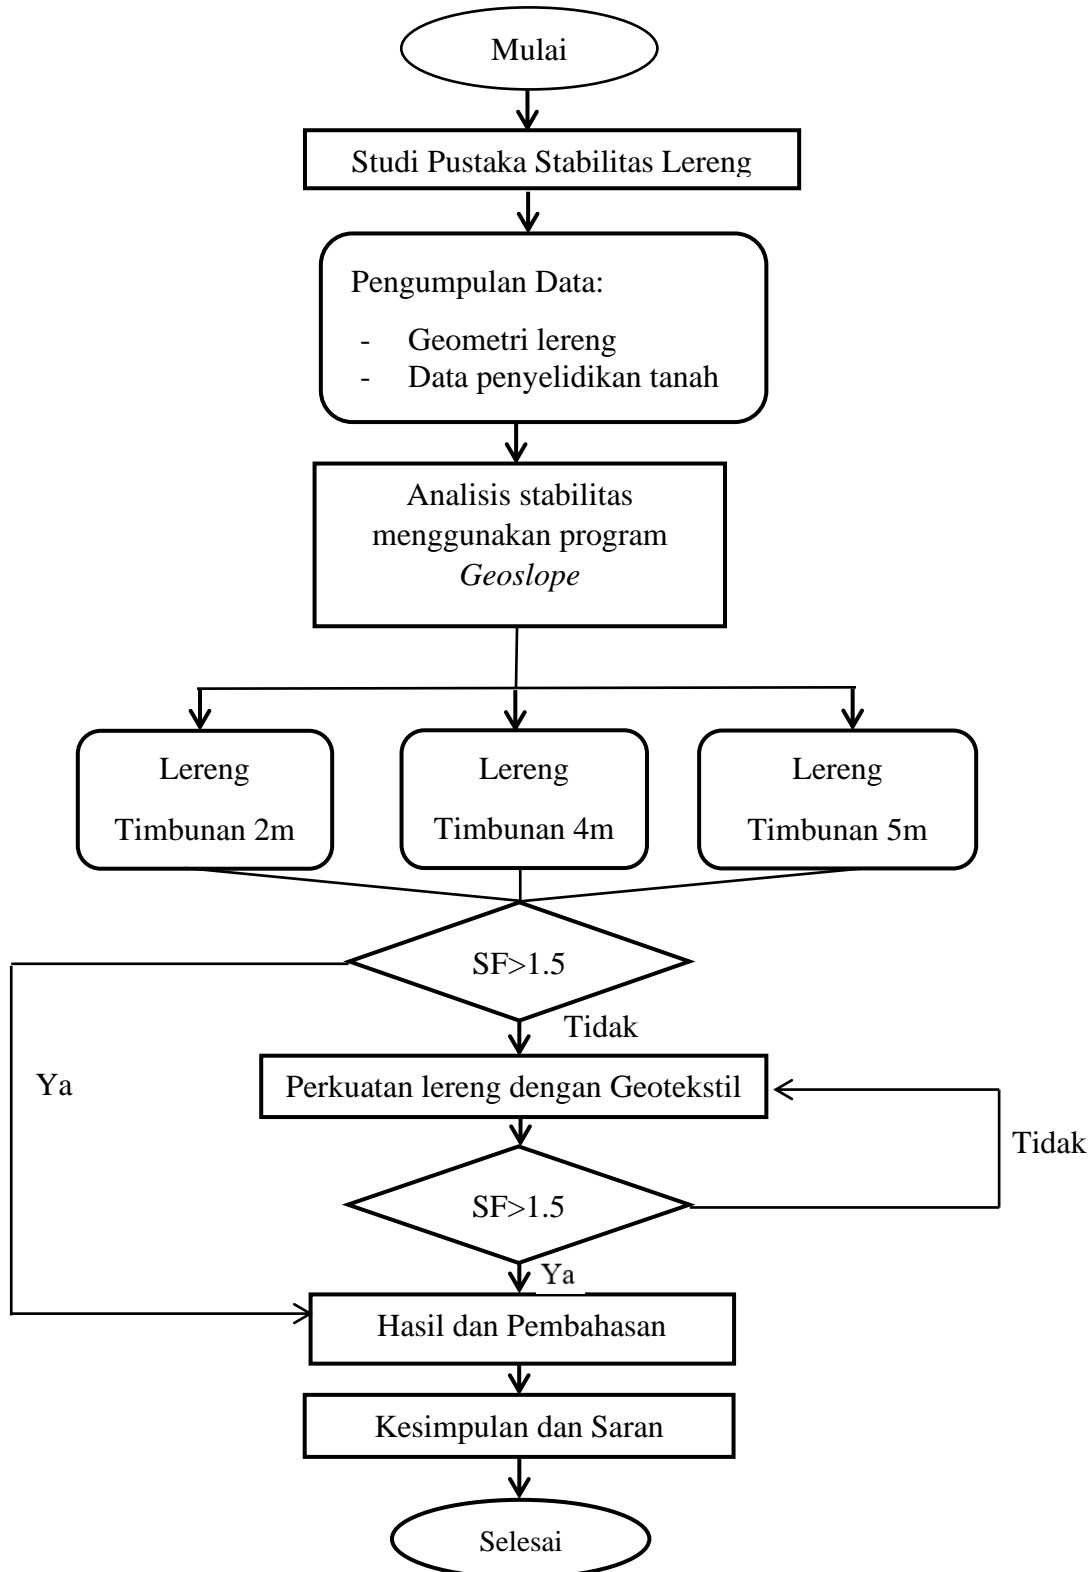 Mulai
Studi Pustaka Stabilitas Lereng
Pengumpulan Data:
- Geometri lereng
- Data penyelidikan tanah
Analisis stabilitas
menggunakan program
Geoslope
Lereng
Timbunan 2m
Lereng
Timbunan 4m
Lereng
Timbunan 5m
SF>1.5
Tidak
Ya
Perkuatan lereng dengan Geotekstil
Tidak
SF>1.5
Ya
Hasil dan Pembahasan
Kesimpulan dan Saran
Selesai